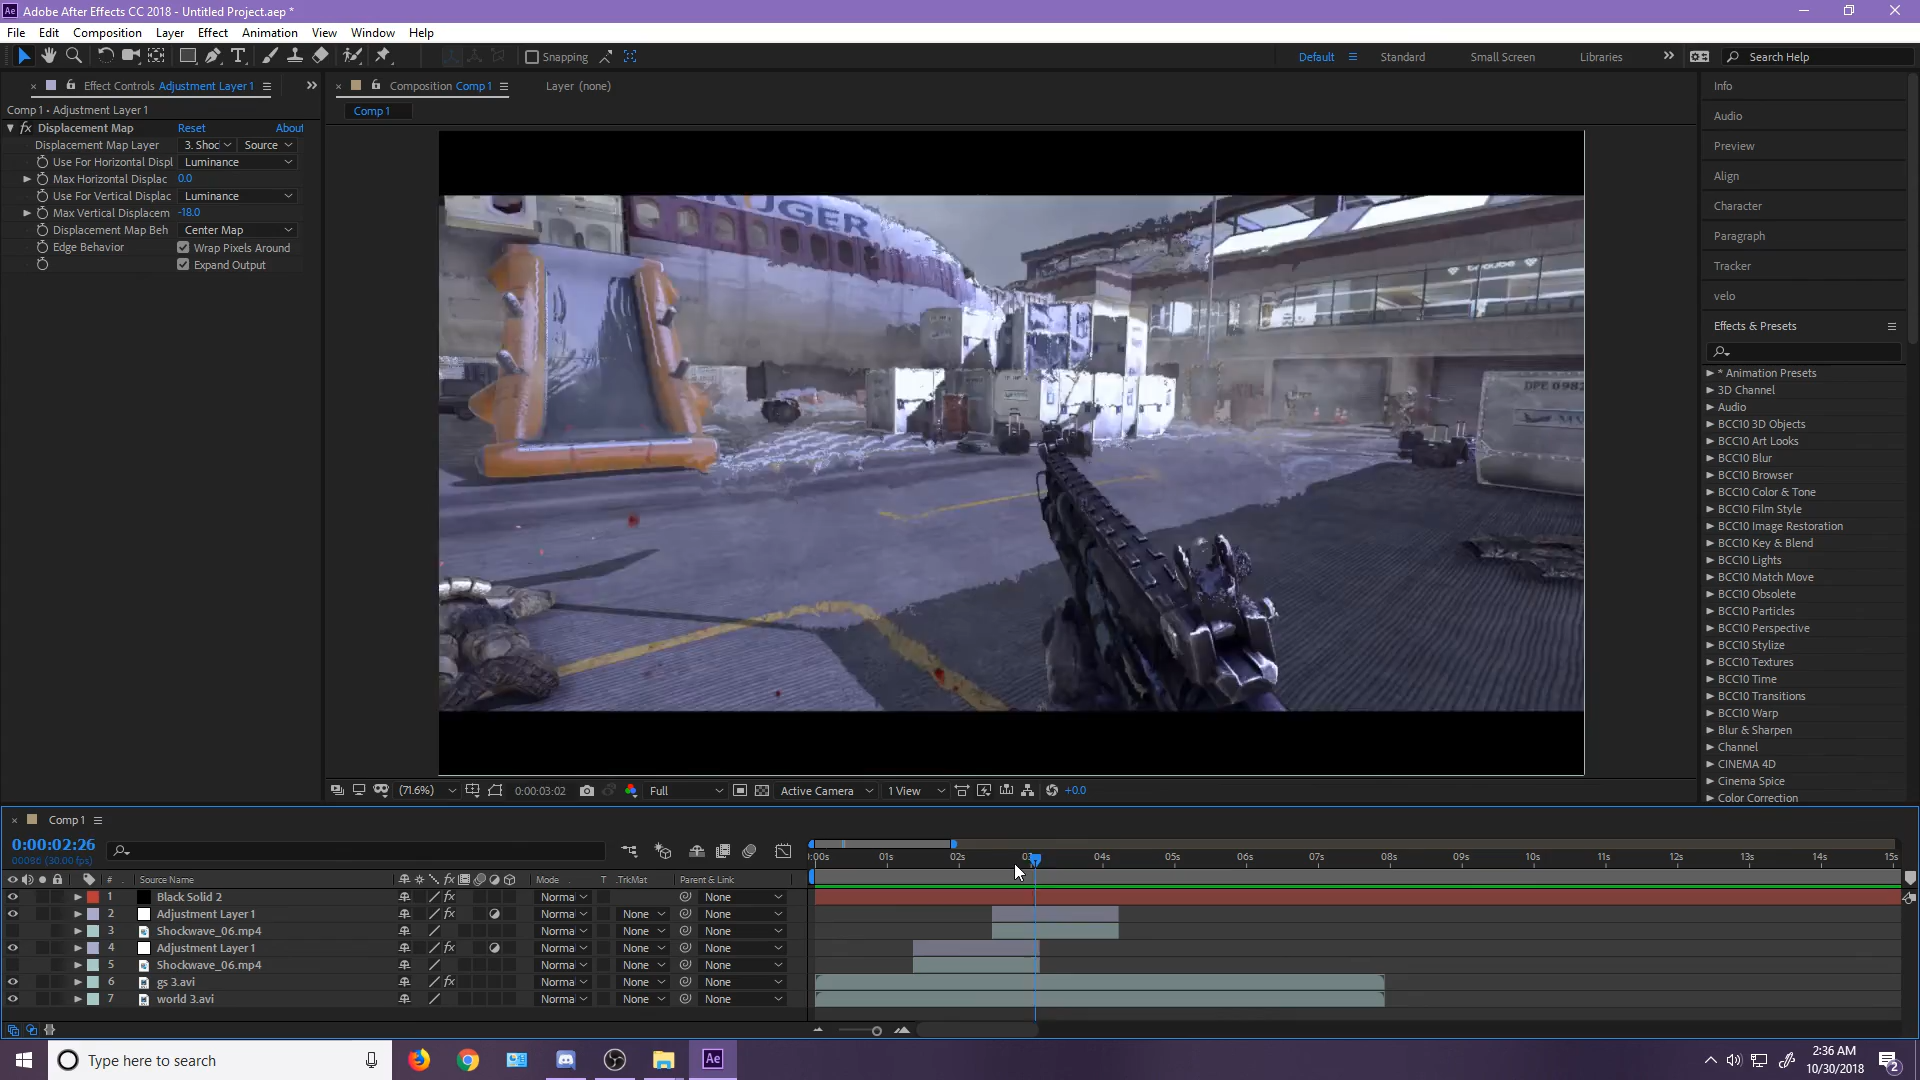 Adobe After Effects CC 2018 - Untitled Project.aep *
File Edit Composition Layer Effect Animation View Window Help
Snapping
Default Standard Small Screen Libraries Search Help
Effect Controls Adjustment Layer 1
Composition Comp 1
Layer (none)
Comp 1 • Adjustment Layer 1
Comp 1
fx Displacement Map Reset About
Displacement Map Layer 3. Shoc Source
Use For Horizontal Displ Luminance
Max Horizontal Displac 0.0
Use For Vertical Displac Luminance
Max Vertical Displacem -18.0
Displacement Map Beh Center Map
Edge Behavior Wrap Pixels Around
Expand Output
UGER
DPE 0982
(71.6%) 0:00:03:02 Full Active Camera 1 View +0.0
Info
Audio
Preview
Align
Character
Paragraph
Tracker
velo
Effects & Presets
* Animation Presets
3D Channel
Audio
BCC10 3D Objects
BCC10 Art Looks
BCC10 Blur
BCC10 Browser
BCC10 Color & Tone
BCC10 Film Style
BCC10 Image Restoration
BCC10 Key & Blend
BCC10 Lights
BCC10 Match Move
BCC10 Obsolete
BCC10 Particles
BCC10 Perspective
BCC10 Stylize
BCC10 Textures
BCC10 Time
BCC10 Transitions
BCC10 Warp
Blur & Sharpen
Channel
CINEMA 4D
Cinema Spice
Color Correction
Comp 1
0:00:02:26
00086 (30.00 fps)
:00s 01s 02s 03s 04s 05s 06s 07s 08s 09s 10s 11s 12s 13s 14s 15s
# Source Name fx Mode T .TrkMat Parent & Link
1 Black Solid 2 fx Norma None
2 Adjustment Layer 1 fx Norma None None
3 Shockwave_06.mp4 Norma None None
4 Adjustment Layer 1 fx Norma None None
5 Shockwave_06.mp4 Norma None None
6 gs 3.avi fx Norma None None
7 world 3.avi Norma None None
Type here to search
Ae
2:36 AM
10/30/2018
2